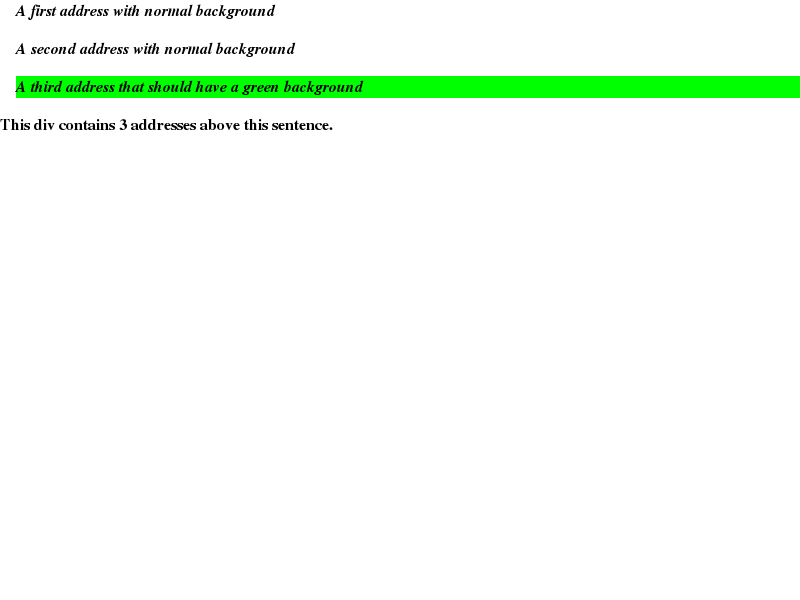 A first address with normal background
A second address with normal background
A third address that should have a green background
This div contains 3 addresses above this sentence.